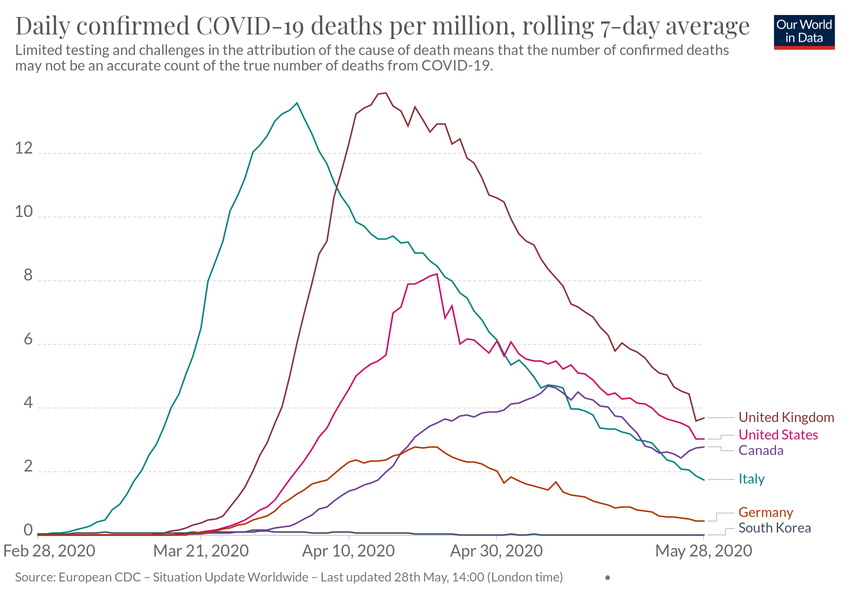 Daily confirmed COVID-19 deaths per million, rolling 7-day average
Our World
in Data
Limited testing and challenges in the attribution of the cause of death means that the number of confirmed deaths
may not be an accurate count of the true number of deaths from COVID-19.
12
10
8
6
4
2
0
United Kingdom
United States
Canada
Italy
Germany
South Korea
Feb 28, 2020
Mar 21, 2020
Apr 10, 2020
Apr 30, 2020
May 28, 2020
Source: European CDC – Situation Update Worldwide – Last updated 28th May, 14:00 (London time)